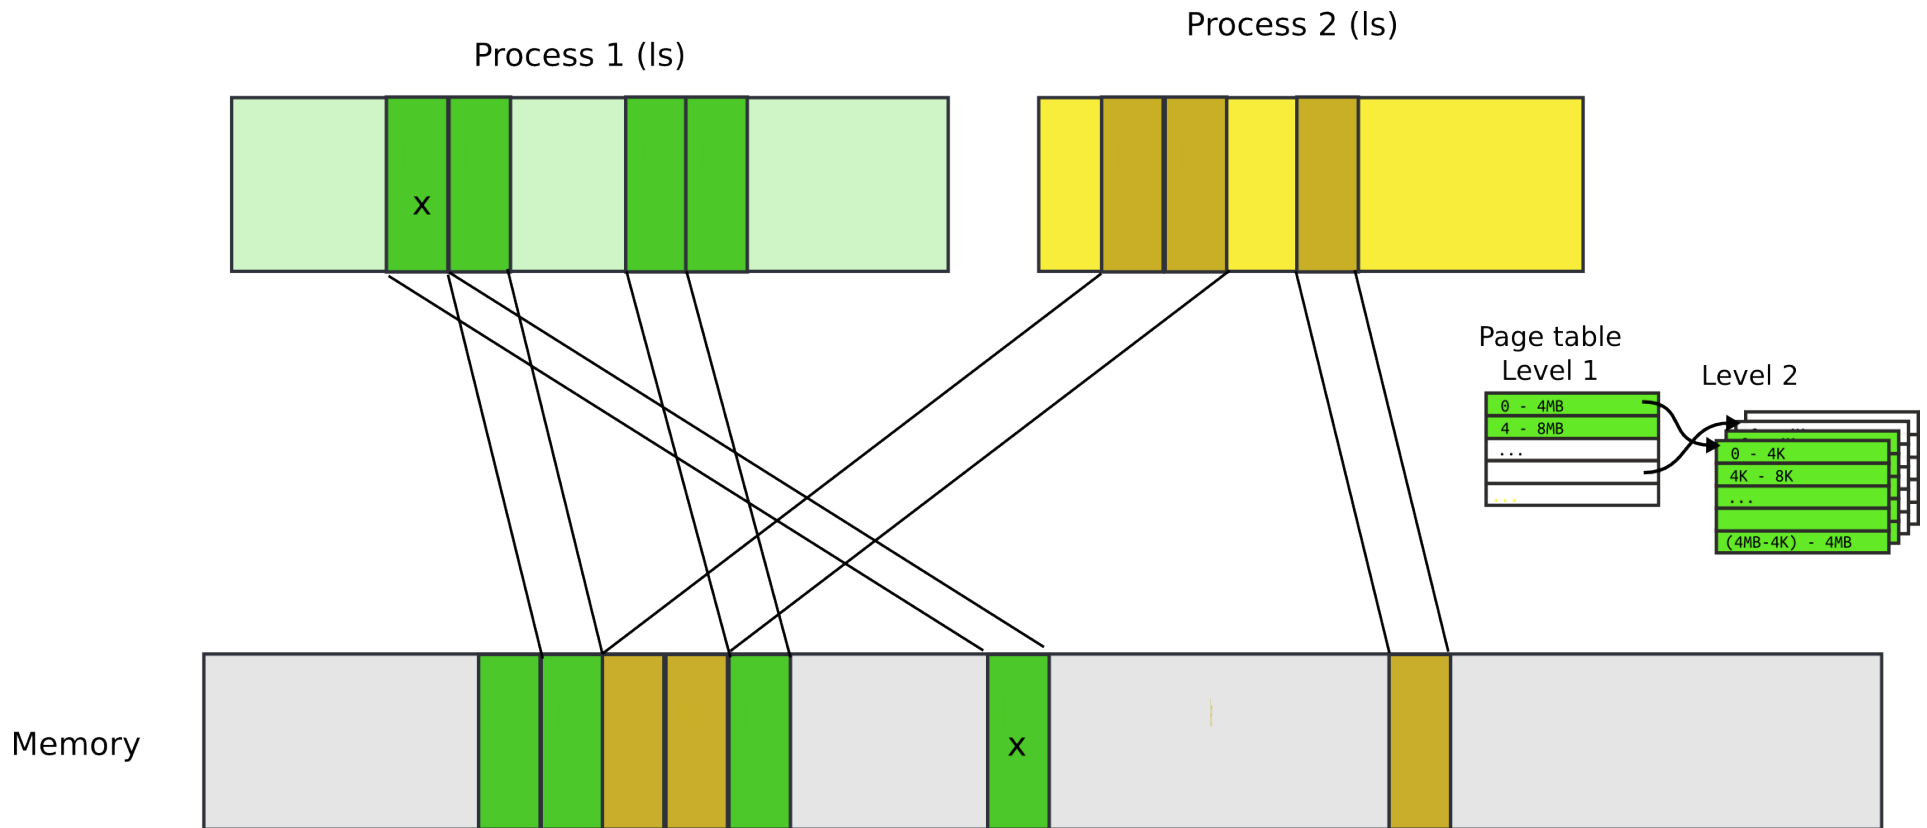 Process 1 (ls)
Process 2 (ls)
x
Page table
Level 1
0 - 4MB
4 - 8MB
...
...
Level 2
0 - 4K
4K - 8K
...
(4MB-4K) - 4MB
Memory
x